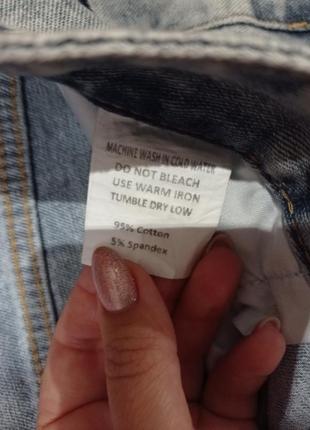 MACHINE WASH IN COLD WATER
DO NOT BLEACH
USE WARM IRON
TUMBLE DRY LOW
95% Cotton
5% Spandex